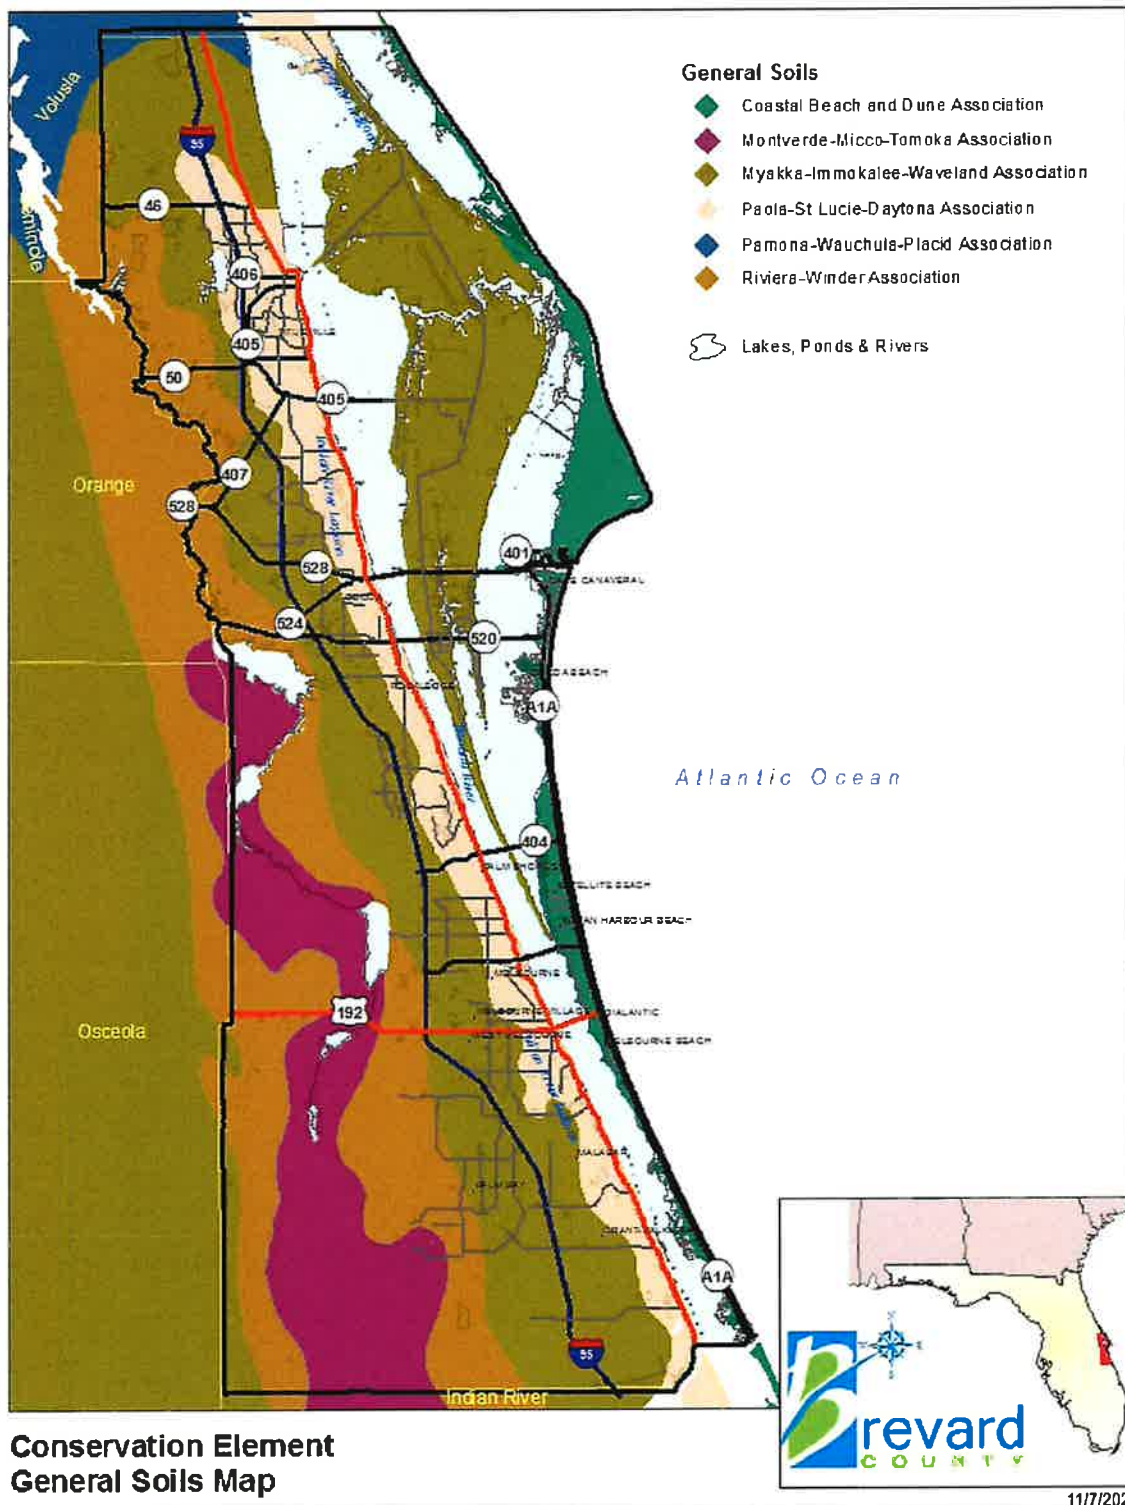 General Soils
Coastal Beach and Dune Association
Montverde-Micco-Tomoka Association
Myakka-Immokalee-Waveland Association
Paola-St Lucie-Daytona Association
Pamona-Wauchula-Placid Association
Riviera-Winder Association
Lakes, Ponds & Rivers
Volusia
95
46
406
405
50
405
Orange
407
528
401
528
524
520
A1A
Atlantic Ocean
404
192
Osceola
MELBOURNE
MALABAR
A1A
95
Indian River
Brevard
COUNTY
Conservation Element
General Soils Map